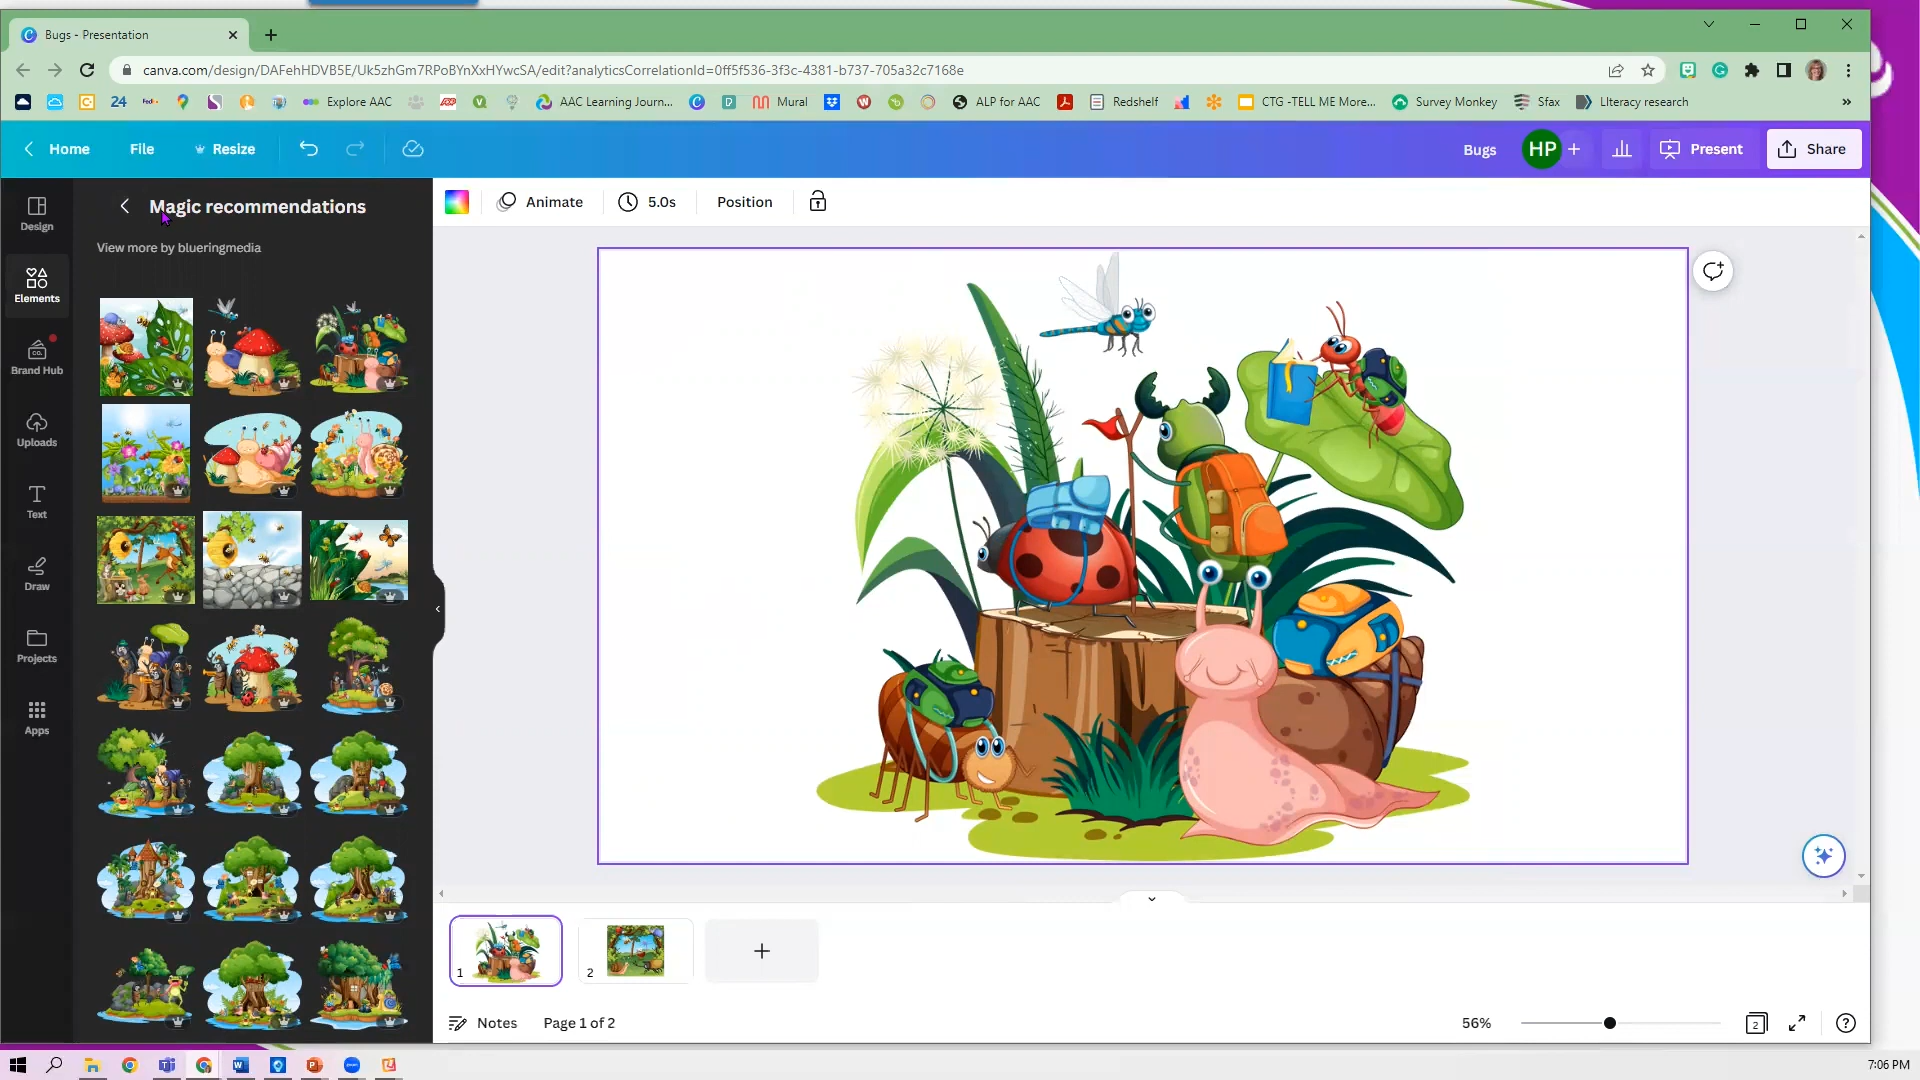 Bugs - Presentation
canva.com/design/DAFehHDVB5E/Uk5zhGm7RPoBYnXxHYwcSA/edit?analyticsCorrelationId=0ff5f536-3f3c-4381-b737-705a32c7168e
24 FedEx Explore AAC AAC Learning Journ... Mural ALP for AAC Redshelf CTG -TELL ME More... Survey Monkey Sfax LIteracy research »
Home File Resize Bugs HP + Present Share
Design
Elements
Brand Hub
Uploads
Text
Draw
Projects
Apps
Magic recommendations
View more by blueringmedia
Animate 5.0s Position
1 2 +
Notes Page 1 of 2 56% 2 ?
7:06 PM